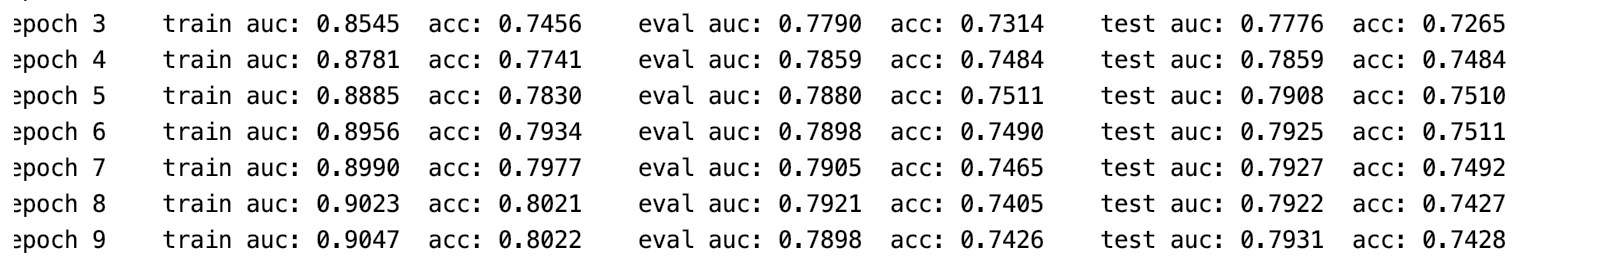 epoch 3    train auc: 0.8545  acc: 0.7456    eval auc: 0.7790  acc: 0.7314    test auc: 0.7776  acc: 0.7265
epoch 4    train auc: 0.8781  acc: 0.7741    eval auc: 0.7859  acc: 0.7484    test auc: 0.7859  acc: 0.7484
epoch 5    train auc: 0.8885  acc: 0.7830    eval auc: 0.7880  acc: 0.7511    test auc: 0.7908  acc: 0.7510
epoch 6    train auc: 0.8956  acc: 0.7934    eval auc: 0.7898  acc: 0.7490    test auc: 0.7925  acc: 0.7511
epoch 7    train auc: 0.8990  acc: 0.7977    eval auc: 0.7905  acc: 0.7465    test auc: 0.7927  acc: 0.7492
epoch 8    train auc: 0.9023  acc: 0.8021    eval auc: 0.7921  acc: 0.7405    test auc: 0.7922  acc: 0.7427
epoch 9    train auc: 0.9047  acc: 0.8022    eval auc: 0.7898  acc: 0.7426    test auc: 0.7931  acc: 0.7428